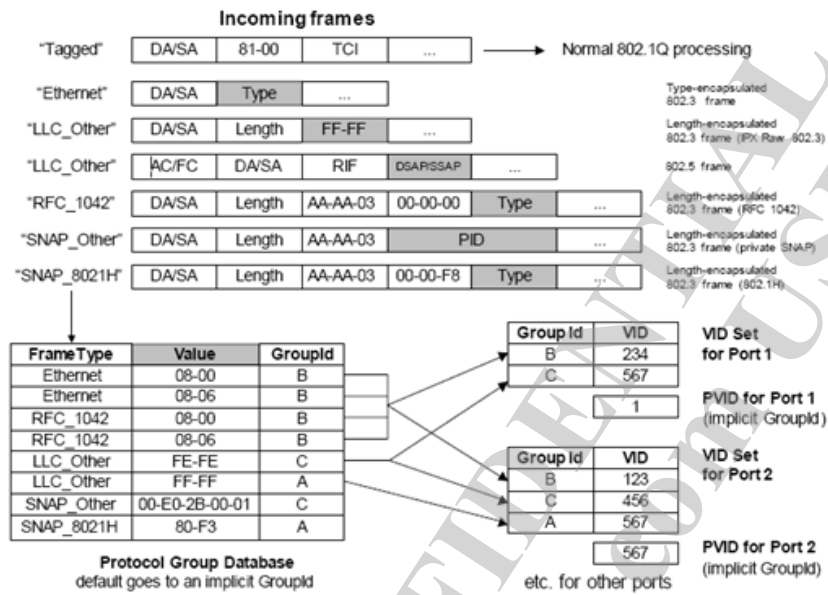 Incoming frames
"Tagged" DA/SA 81-00 TCI ... Normal 802.1Q processing
"Ethernet" DA/SA Type ... Type-encapsulated 802.3 frame
"LLC_Other" DA/SA Length FF-FF ... Length-encapsulated 802.3 frame (IPX Raw 802.3)
"LLC_Other" AC/FC DA/SA RIF DSAP/SSAP ... 802.5 frame
"RFC_1042" DA/SA Length AA-AA-03 00-00-00 Type ... Length-encapsulated 802.3 frame (RFC 1042)
"SNAP_Other" DA/SA Length AA-AA-03 PID ... Length-encapsulated 802.3 frame (private SNAP)
"SNAP_8021H" DA/SA Length AA-AA-03 00-00-F8 Type ... Length-encapsulated 802.3 frame (802.1H)
FrameType Value GroupId
Ethernet 08-00 B
Ethernet 08-06 B
RFC_1042 08-00 B
RFC_1042 08-06 B
LLC_Other FE-FE C
LLC_Other FF-FF A
SNAP_Other 00-E0-2B-00-01 C
SNAP_8021H 80-F3 A
Protocol Group Database
default goes to an implicit GroupId
Group Id VID
B 234
C 567
VID Set
for Port 1
1
PVID for Port 1
(implicit GroupId)
Group Id VID
B 123
C 456
A 567
VID Set
for Port 2
567
PVID for Port 2
(implicit GroupId)
etc. for other ports